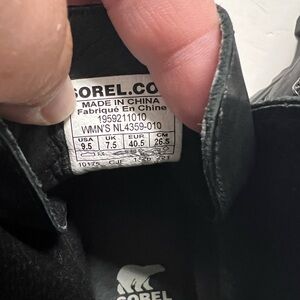 SOREL.CO
MADE IN CHINA
Fabriqué En Chine
1959211010
WMN'S NL4359-010
USA UK EUR CM
9.5 7.5 40.5 26.5
SOREL